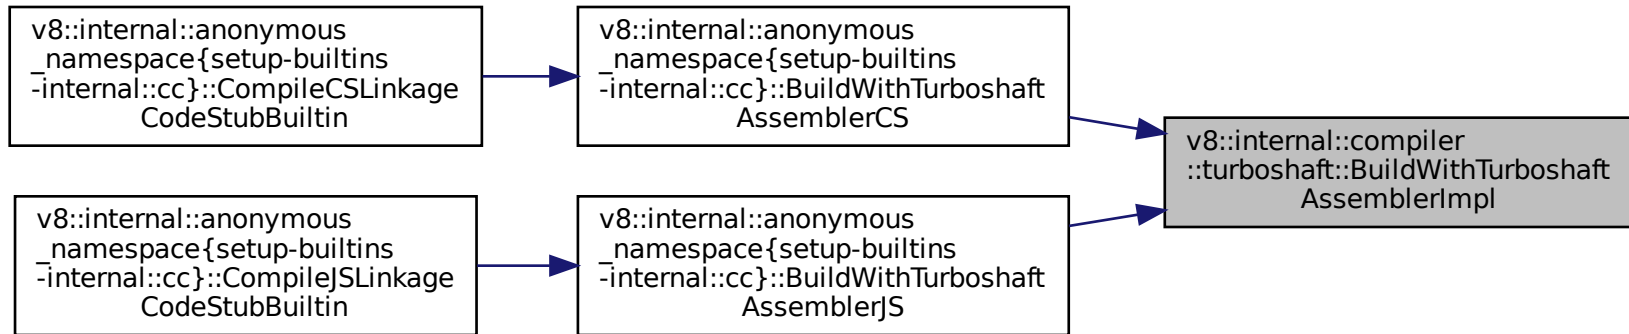 v8::internal::anonymous
_namespace{setup-builtins
-internal::cc}::CompileCSLinkage
CodeStubBuiltin
v8::internal::anonymous
_namespace{setup-builtins
-internal::cc}::BuildWithTurboshaft
AssemblerCS
v8::internal::compiler
::turboshaft::BuildWithTurboshaft
AssemblerImpl
v8::internal::anonymous
_namespace{setup-builtins
-internal::cc}::CompileJSLinkage
CodeStubBuiltin
v8::internal::anonymous
_namespace{setup-builtins
-internal::cc}::BuildWithTurboshaft
AssemblerJS